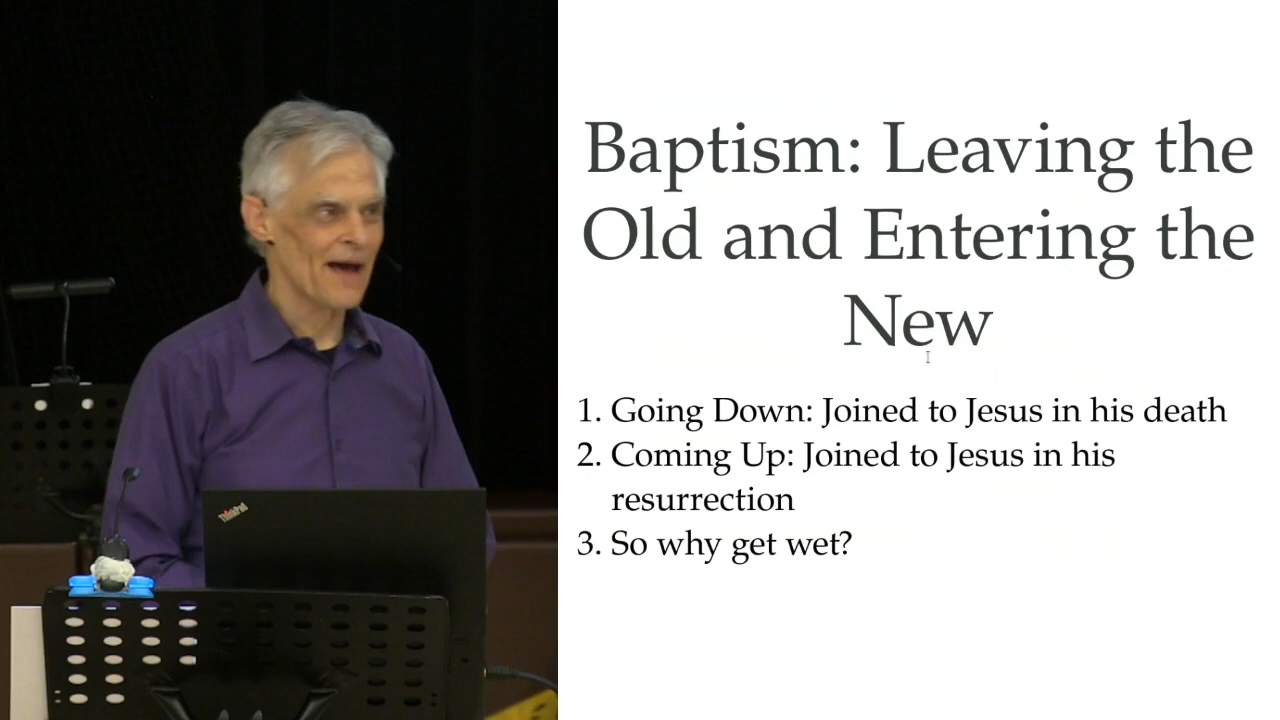 Baptism: Leaving the
Old and Entering the
New
1. Going Down: Joined to Jesus in his death
2. Coming Up: Joined to Jesus in his
resurrection
3. So why get wet?
ThinkPad